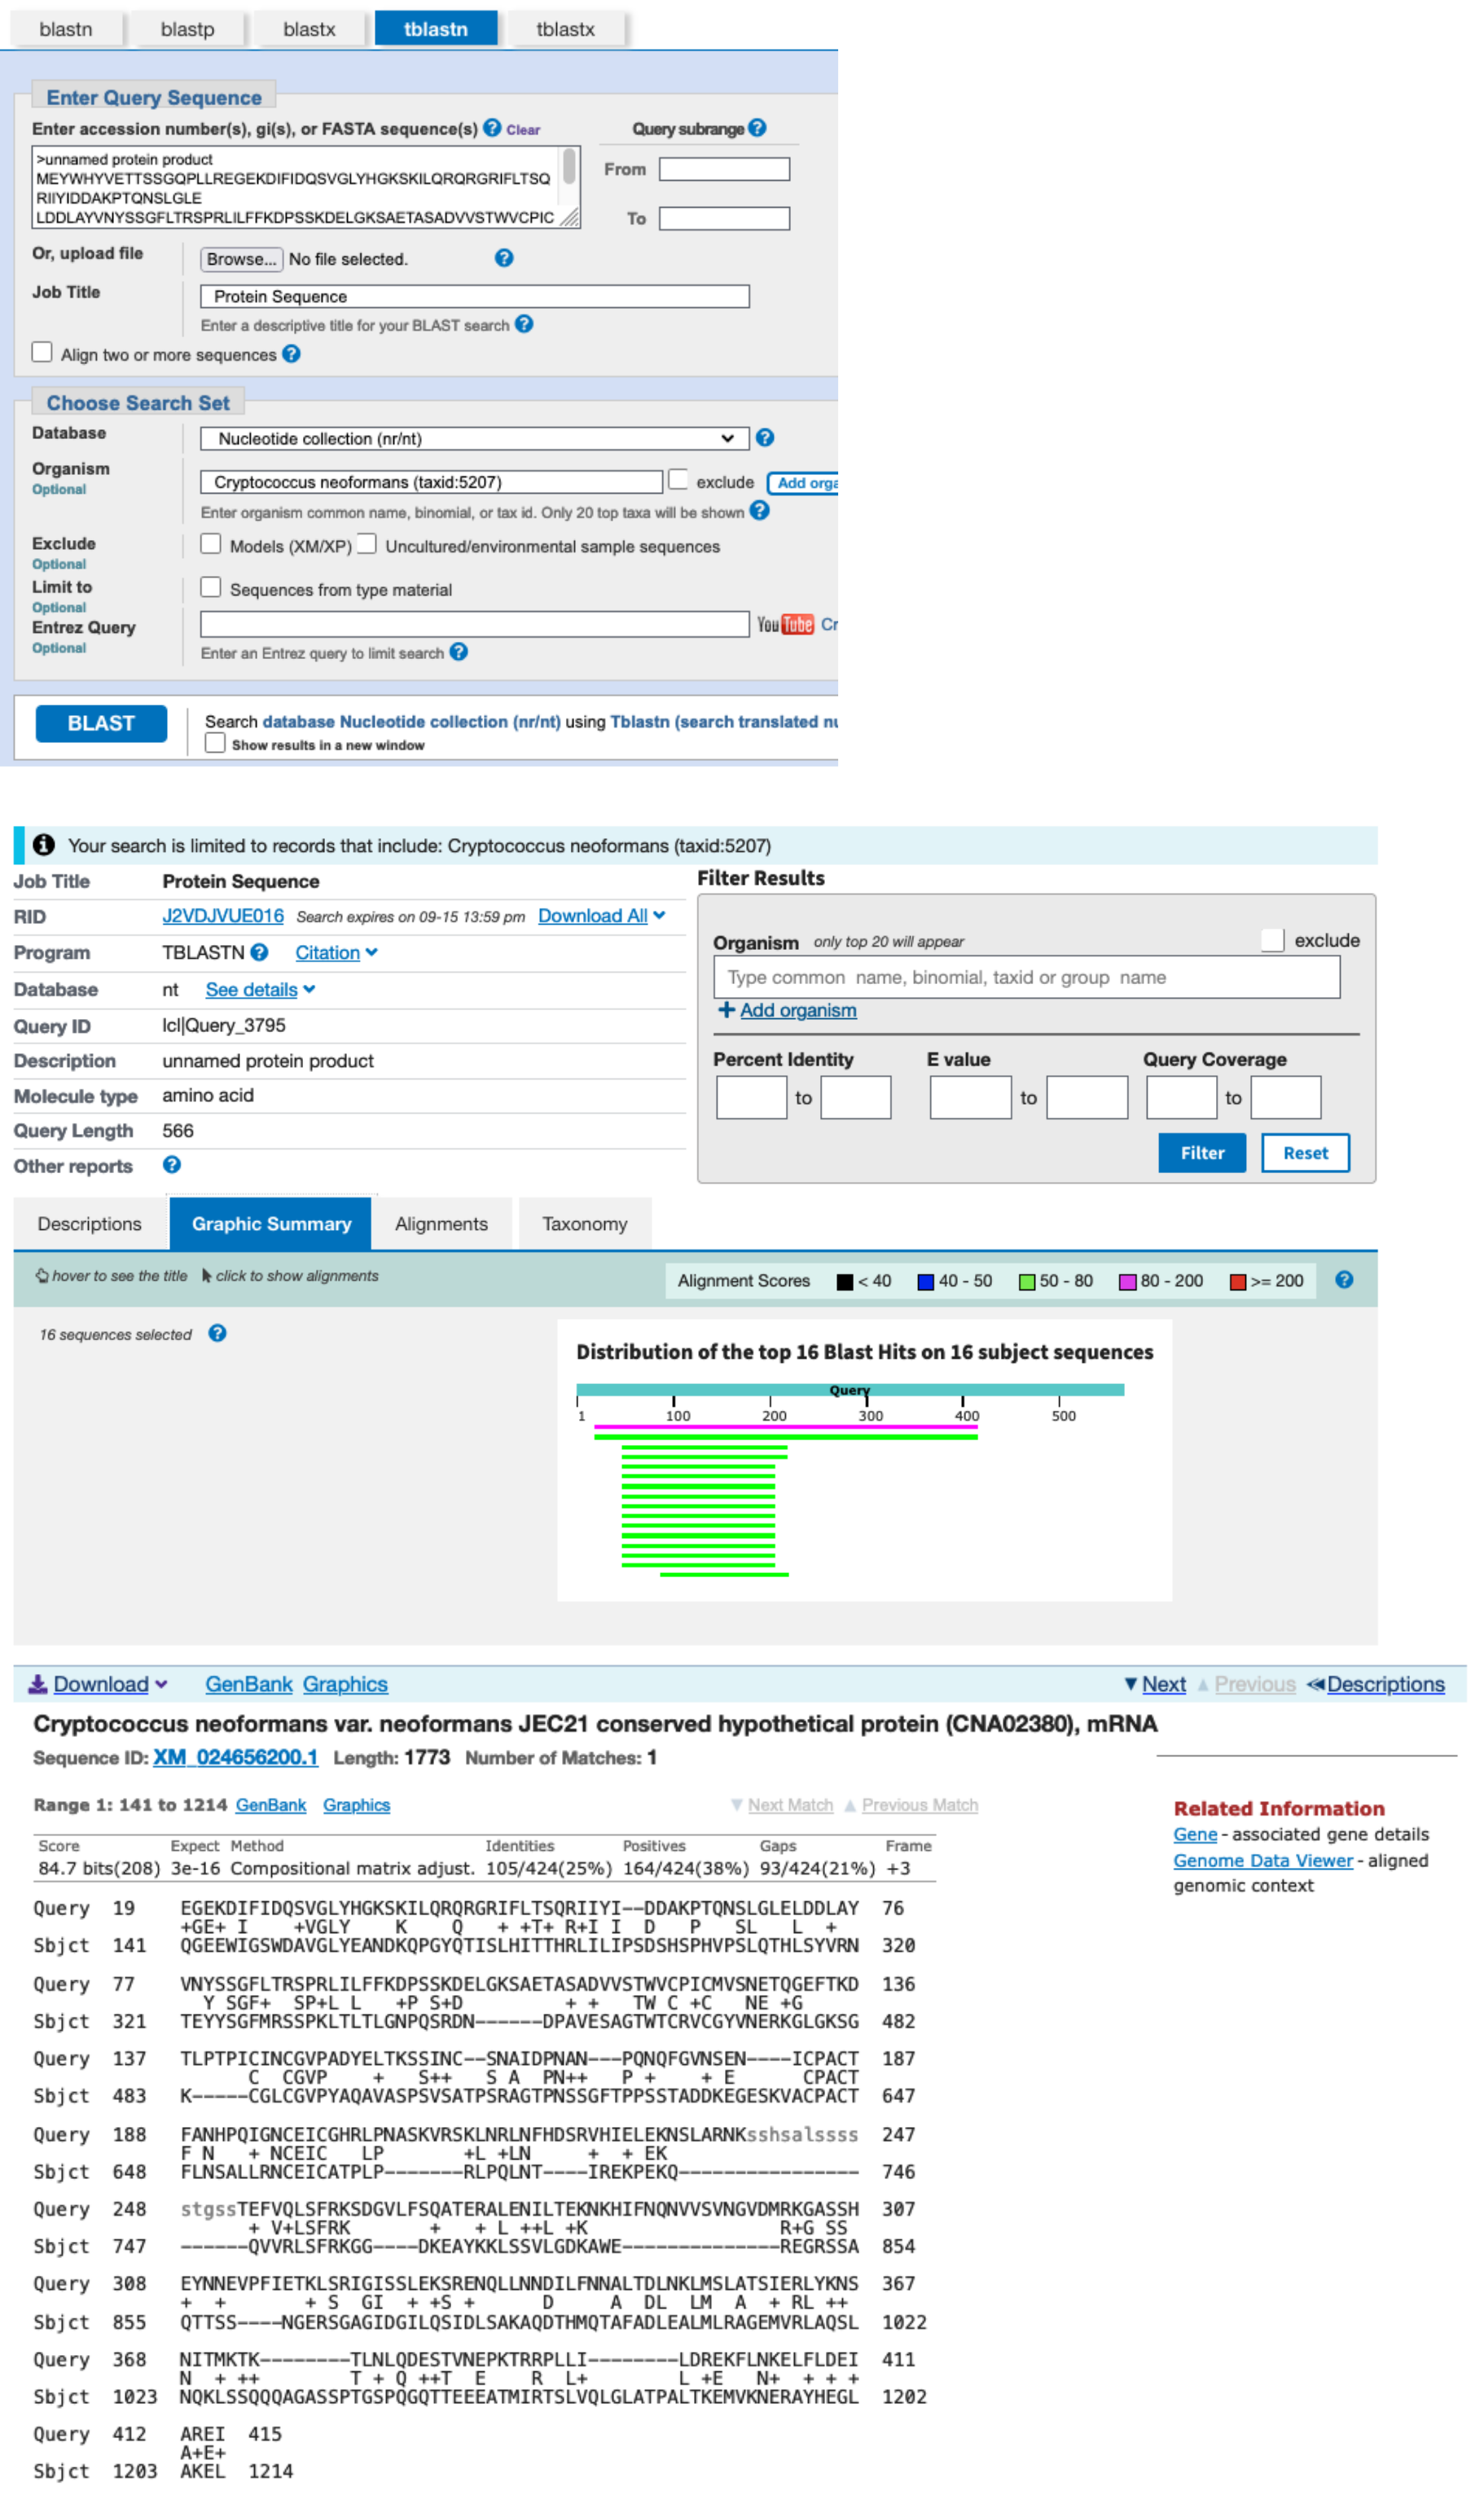 blastn blastp blastx tblastn tblastx
Enter Query Sequence
Enter accession number(s), gi(s), or FASTA sequence(s) Clear Query subrange
>unnamed protein product
MEYWHYVETTSSGQPLLREGEKDIFIDQSVGLYHGKSKILQRQRGRIFLTSQ
RIIYIDDAKPTQNSLGLE
LDDLAYVNYSSGFLTRSPRLILFFKDPSSKDELGKSAETASADVVSTWVCPIC
From
To
Or, upload file Browse... No file selected.
Job Title Protein Sequence
Enter a descriptive title for your BLAST search
Align two or more sequences
Choose Search Set
Database Nucleotide collection (nr/nt)
Organism
Optional
Cryptococcus neoformans (taxid:5207) exclude Add orga
Enter organism common name, binomial, or tax id. Only 20 top taxa will be shown
Exclude
Optional
Models (XM/XP) Uncultured/environmental sample sequences
Limit to
Optional
Sequences from type material
Entrez Query
Optional
YouTube Cr
Enter an Entrez query to limit search
BLAST
Search database Nucleotide collection (nr/nt) using Tblastn (search translated nu
Show results in a new window
Your search is limited to records that include: Cryptococcus neoformans (taxid:5207)
Job Title Protein Sequence
RID J2VDJVUE016 Search expires on 09-15 13:59 pm Download All
Program TBLASTN Citation
Database nt See details
Query ID lcl|Query_3795
Description unnamed protein product
Molecule type amino acid
Query Length 566
Other reports
Filter Results
Organism only top 20 will appear exclude
Type common name, binomial, taxid or group name
+ Add organism
Percent Identity E value Query Coverage
to to to
Filter Reset
Descriptions Graphic Summary Alignments Taxonomy
hover to see the title click to show alignments
Alignment Scores < 40 40 - 50 50 - 80 80 - 200 >= 200
16 sequences selected
Distribution of the top 16 Blast Hits on 16 subject sequences
Query
1 100 200 300 400 500
Download GenBank Graphics Next Previous Descriptions
Cryptococcus neoformans var. neoformans JEC21 conserved hypothetical protein (CNA02380), mRNA
Sequence ID: XM_024656200.1 Length: 1773 Number of Matches: 1
Range 1: 141 to 1214 GenBank Graphics Next Match Previous Match
Related Information
Gene - associated gene details
Genome Data Viewer - aligned
genomic context
Score Expect Method Identities Positives Gaps Frame
84.7 bits(208) 3e-16 Compositional matrix adjust. 105/424(25%) 164/424(38%) 93/424(21%) +3
Query 19 EGEKDIFIDQSVGLYHGKSKILQRQRGRIFLTSQRIIYI--DDAKPTQNSLGLELDDLAY 76
+GE+ I +VGLY K Q + +T+ R+I I D P SL L +
Sbjct 141 QGEEWIGSWDAVGLYEANDKQPGYQTISLHITTHRLILIPSDSHSPHVPSLQTHLSYVRN 320
Query 77 VNYSSGFLTRSPRLILFFKDPSSKDELGKSAETASADVVSTWVCPICMVSNETQGEFTKD 136
Y SGF+ SP+L L +P S+D + + TW C +C NE +G
Sbjct 321 TEYYSGFMRSSPKLTLTLGNPQSRDN------DPAVESAGTWTCRVCGYVNERKGLGKSG 482
Query 137 TLPTPICINCGVPADYELTKSSINC--SNAIDPNAN---PQNQFGVNSEN----ICPACT 187
C CGVP + S++ S A PN++ P + + E CPACT
Sbjct 483 K-----CGLCGVPYAQAVASPSVSATPSRAGTPNSSGFTPPSSTADDKEGESKVACPACT 647
Query 188 FANHPQIGNCEICGHRLPNASKVRSKLNRLNFHDSRVHIELEKNSLARNKsshsalssss 247
F N + NCEIC LP +L +LN + + EK
Sbjct 648 FLNSALLRNCEICATPLP-------RLPQLNT----IREKPEKQ---------------- 746
Query 248 stgssTEFVQLSFRKSDGVLFSQATERALENILTEKNKHIFNQNVVSVNGVDMRKGASSH 307
+ V+LSFRK + + L ++L +K R+G SS
Sbjct 747 ------QVVRLSFRKGG----DKEAYKKLSSVLGDKAWE--------------REGRSSA 854
Query 308 EYNNEVPFIETKLSRIGISSLEKSRENQLLNNDILFNNALTDLNKLMSLATSIERLYKNS 367
+ + + S GI + +S + D A DL LM A + RL ++
Sbjct 855 QTTSS----NGERSGAGIDGILQSIDLSAKAQDTHMQTAFADLEALMLRAGEMVRLAQSL 1022
Query 368 NITMKTK--------TLNLQDESTVNEPKTRRPLLI--------LDREKFLNKELFLDEI 411
N + ++ T + Q ++T E R L+ L +E N+ + + +
Sbjct 1023 NQKLSSQQQQAGASSPTGSPQGQTTEEEATMIRTSLVQLGLATPALTKEMVKNERAYHEGL 1202
Query 412 AREI 415
A+E+
Sbjct 1203 AKEL 1214